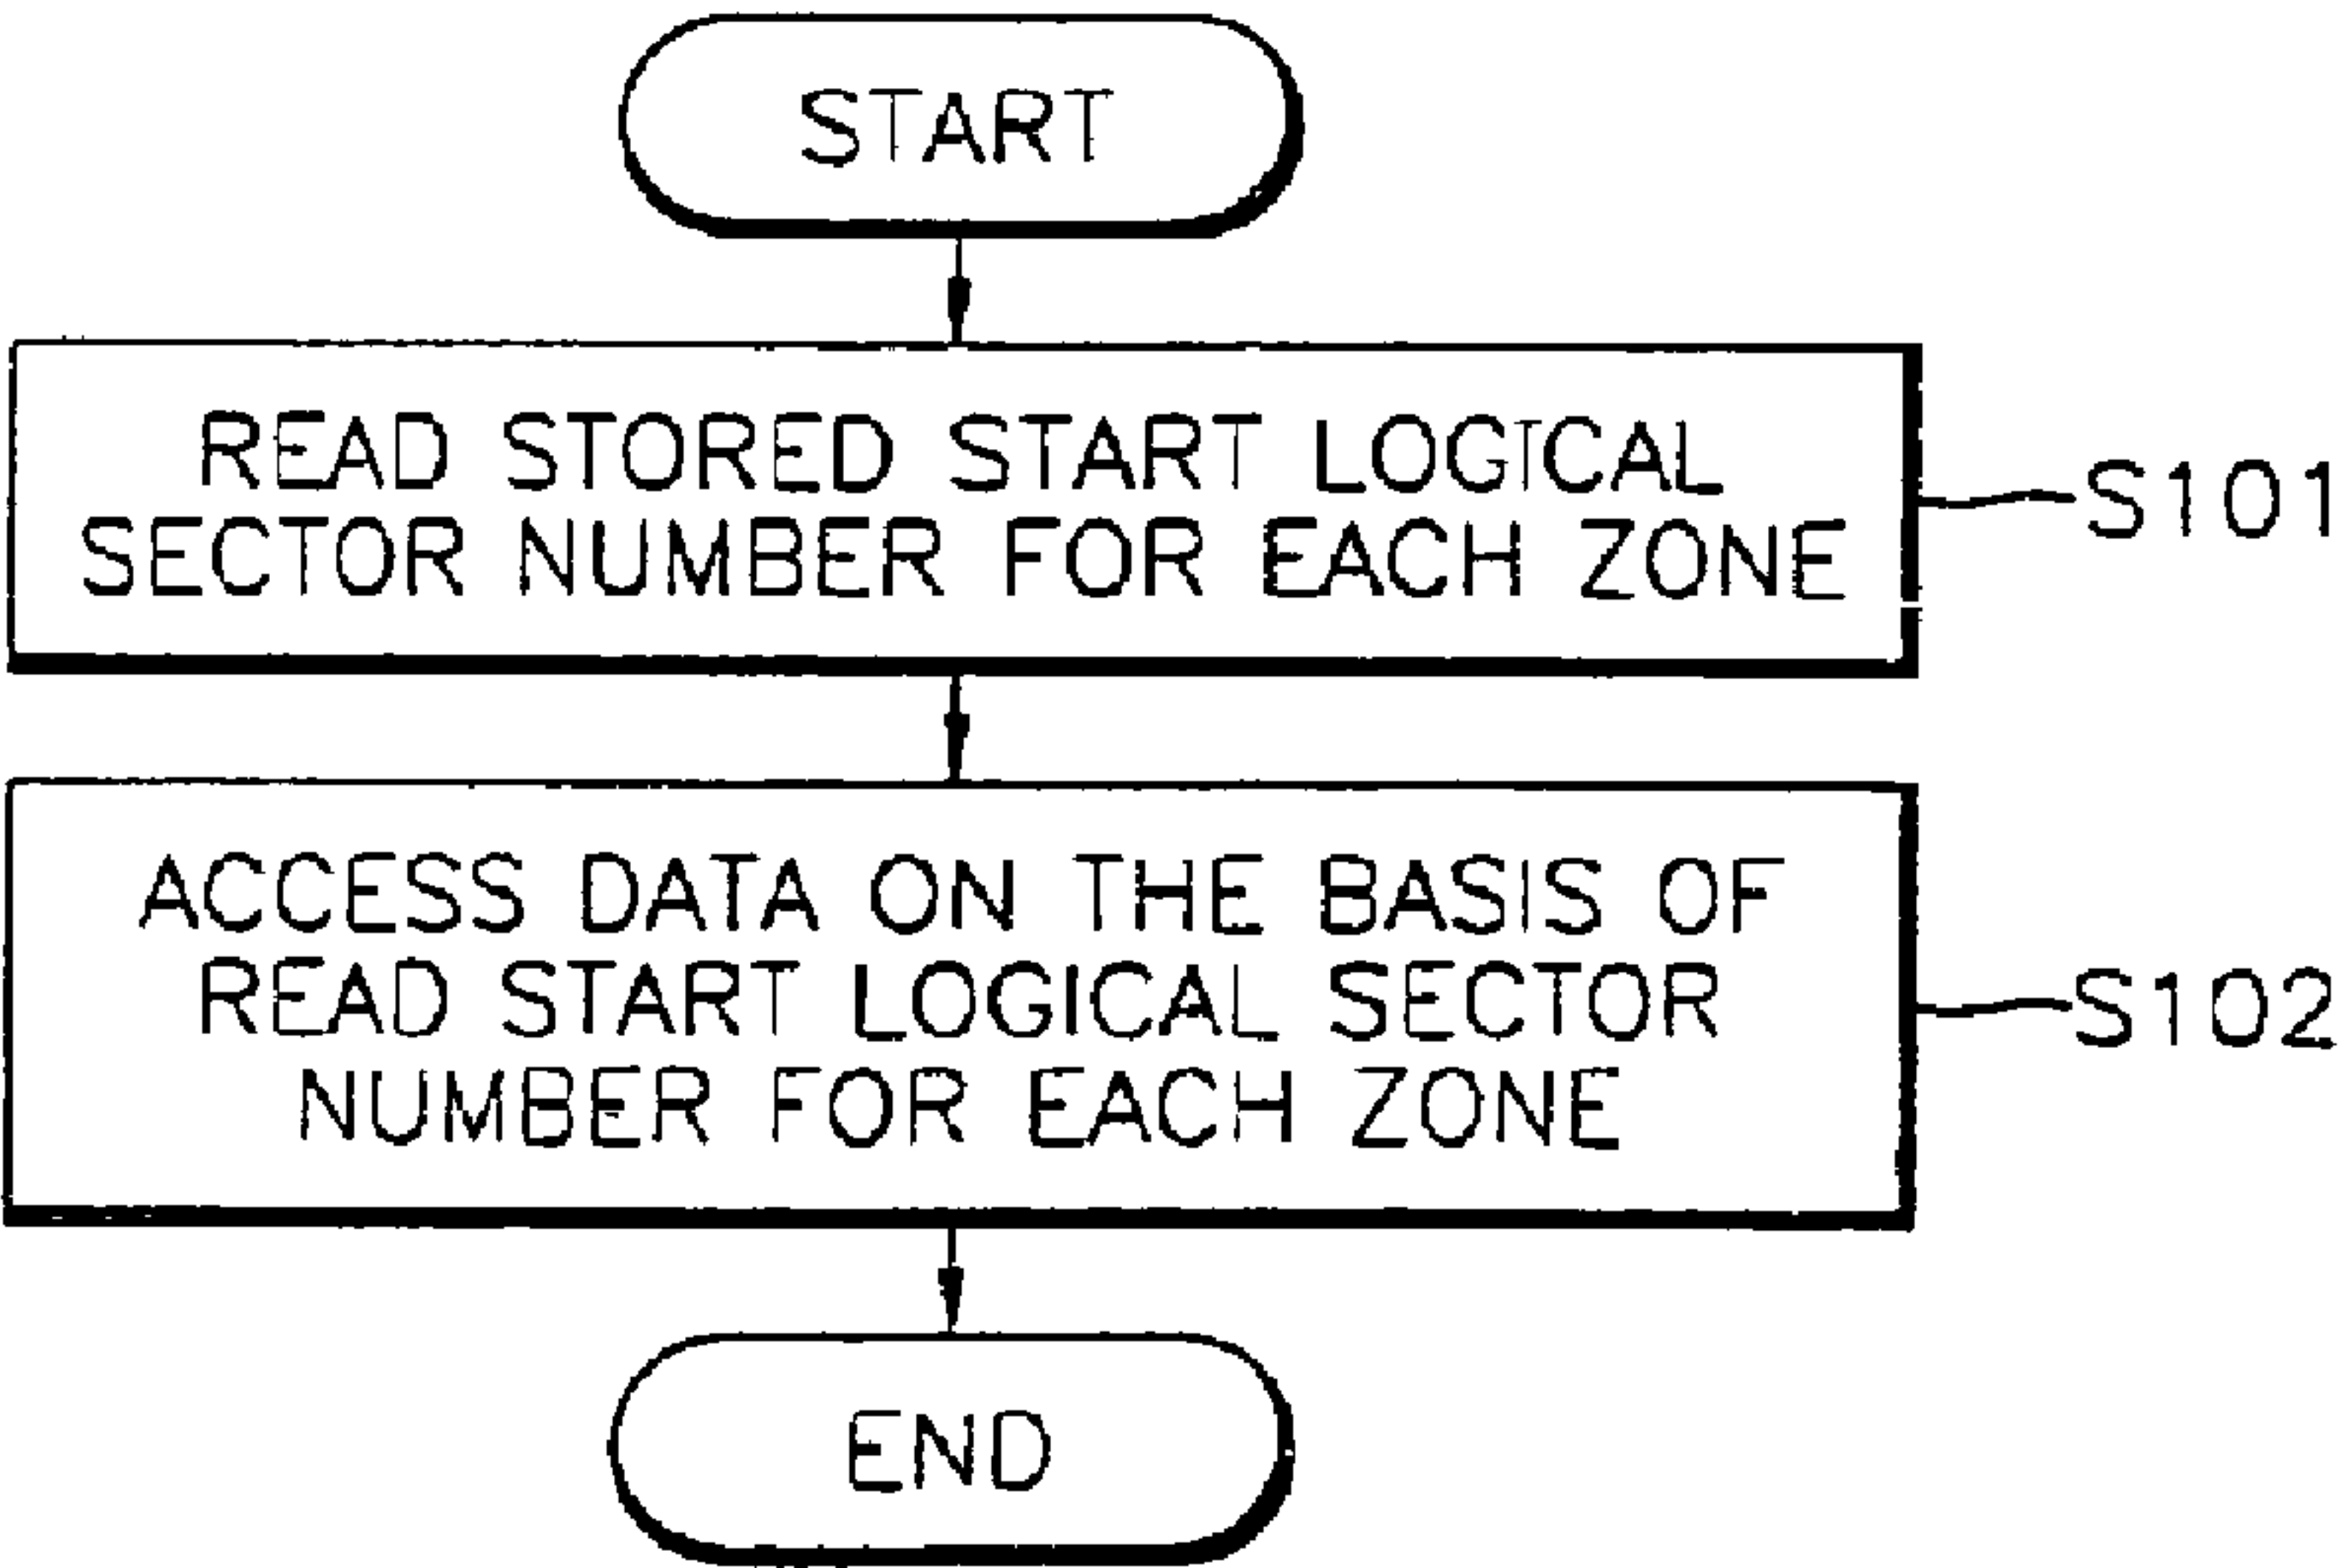 START
READ STORED START LOGICAL
SECTOR NUMBER FOR EACH ZONE
S101
ACCESS DATA ON THE BASIS OF
READ START LOGICAL SECTOR
NUMBER FOR EACH ZONE
S102
END